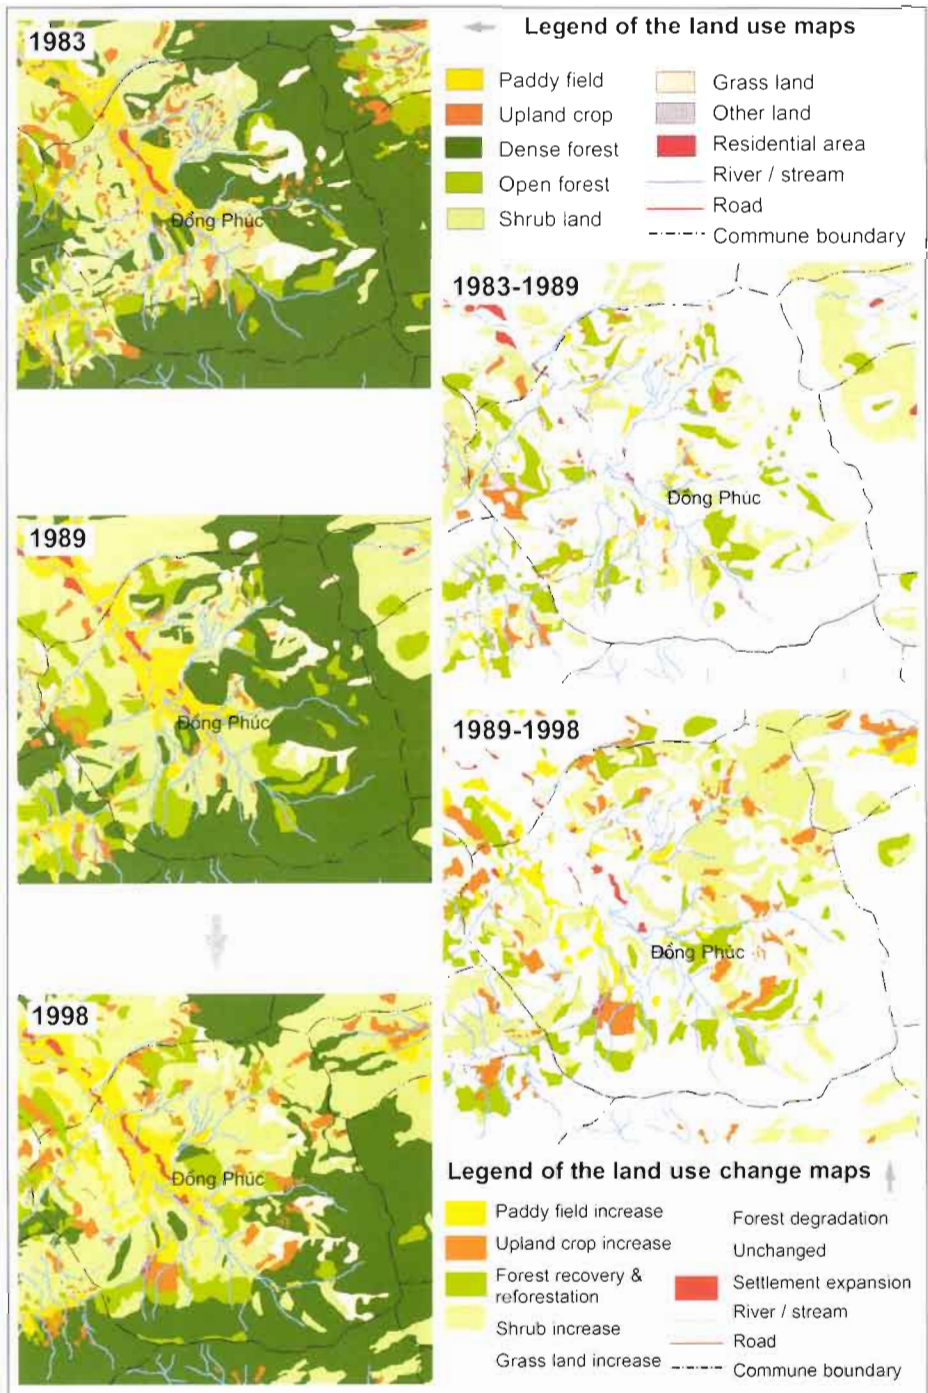 1983
Đồng Phúc
1989
Đồng Phúc
1998
Đồng Phúc
Legend of the land use maps
Paddy field
Upland crop
Dense forest
Open forest
Shrub land
Grass land
Other land
Residential area
River / stream
Road
Commune boundary
1983-1989
Đồng Phúc
1989-1998
Đồng Phúc
Legend of the land use change maps
Paddy field increase
Upland crop increase
Forest recovery &
reforestation
Shrub increase
Grass land increase
Forest degradation
Unchanged
Settlement expansion
River / stream
Road
Commune boundary